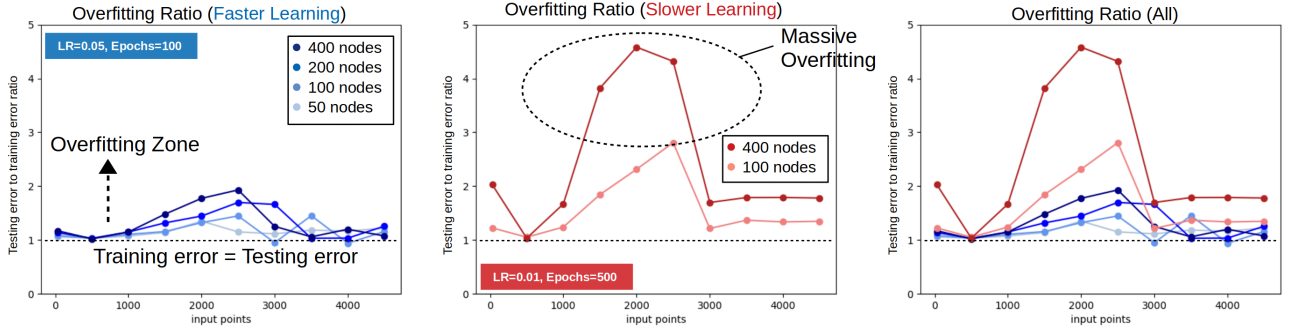 Overfitting Ratio (Faster Learning)
Testing error to training error ratio
5
4
3
2
1
0
LR=0.05, Epochs=100
400 nodes
200 nodes
100 nodes
50 nodes
Overfitting Zone
Training error = Testing error
0
1000
2000
3000
4000
input points
Overfitting Ratio (Slower Learning)
Testing error to training error ratio
5
4
3
2
1
0
Massive
Overfitting
400 nodes
100 nodes
LR=0.01, Epochs=500
0
1000
2000
3000
4000
input points
Overfitting Ratio (All)
Testing error to training error ratio
5
4
3
2
1
0
0
1000
2000
3000
4000
input points